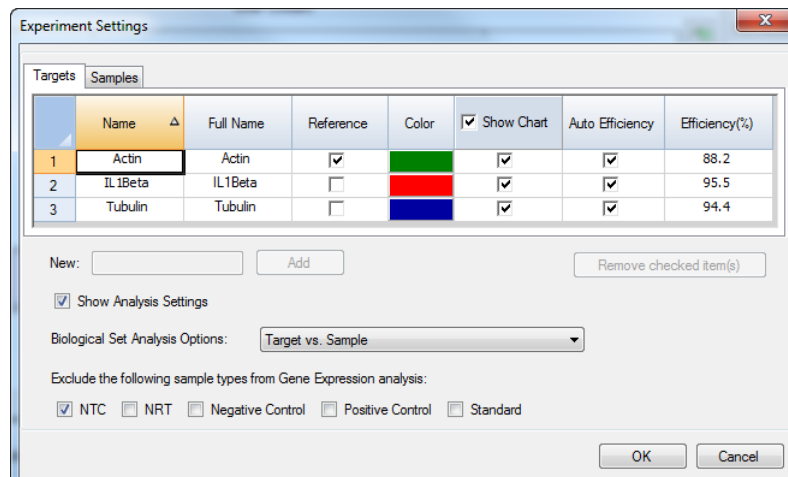 Experiment Settings
Targets Samples
Name Full Name Reference Color Show Chart Auto Efficiency Efficiency(%)
1 Actin Actin 88.2
2 IL1Beta IL1Beta 95.5
3 Tubulin Tubulin 94.4
New: Add Remove checked item(s)
Show Analysis Settings
Biological Set Analysis Options: Target vs. Sample
Exclude the following sample types from Gene Expression analysis:
NTC NRT Negative Control Positive Control Standard
OK Cancel